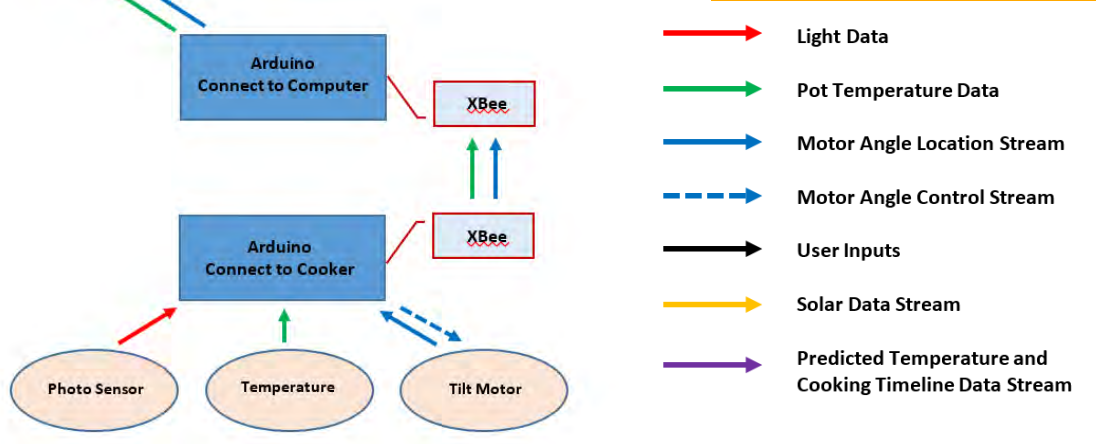 Arduino
Connect to Computer
XBee
Arduino
Connect to Cooker
XBee
Photo Sensor
Temperature
Tilt Motor
Light Data
Pot Temperature Data
Motor Angle Location Stream
Motor Angle Control Stream
User Inputs
Solar Data Stream
Predicted Temperature and
Cooking Timeline Data Stream